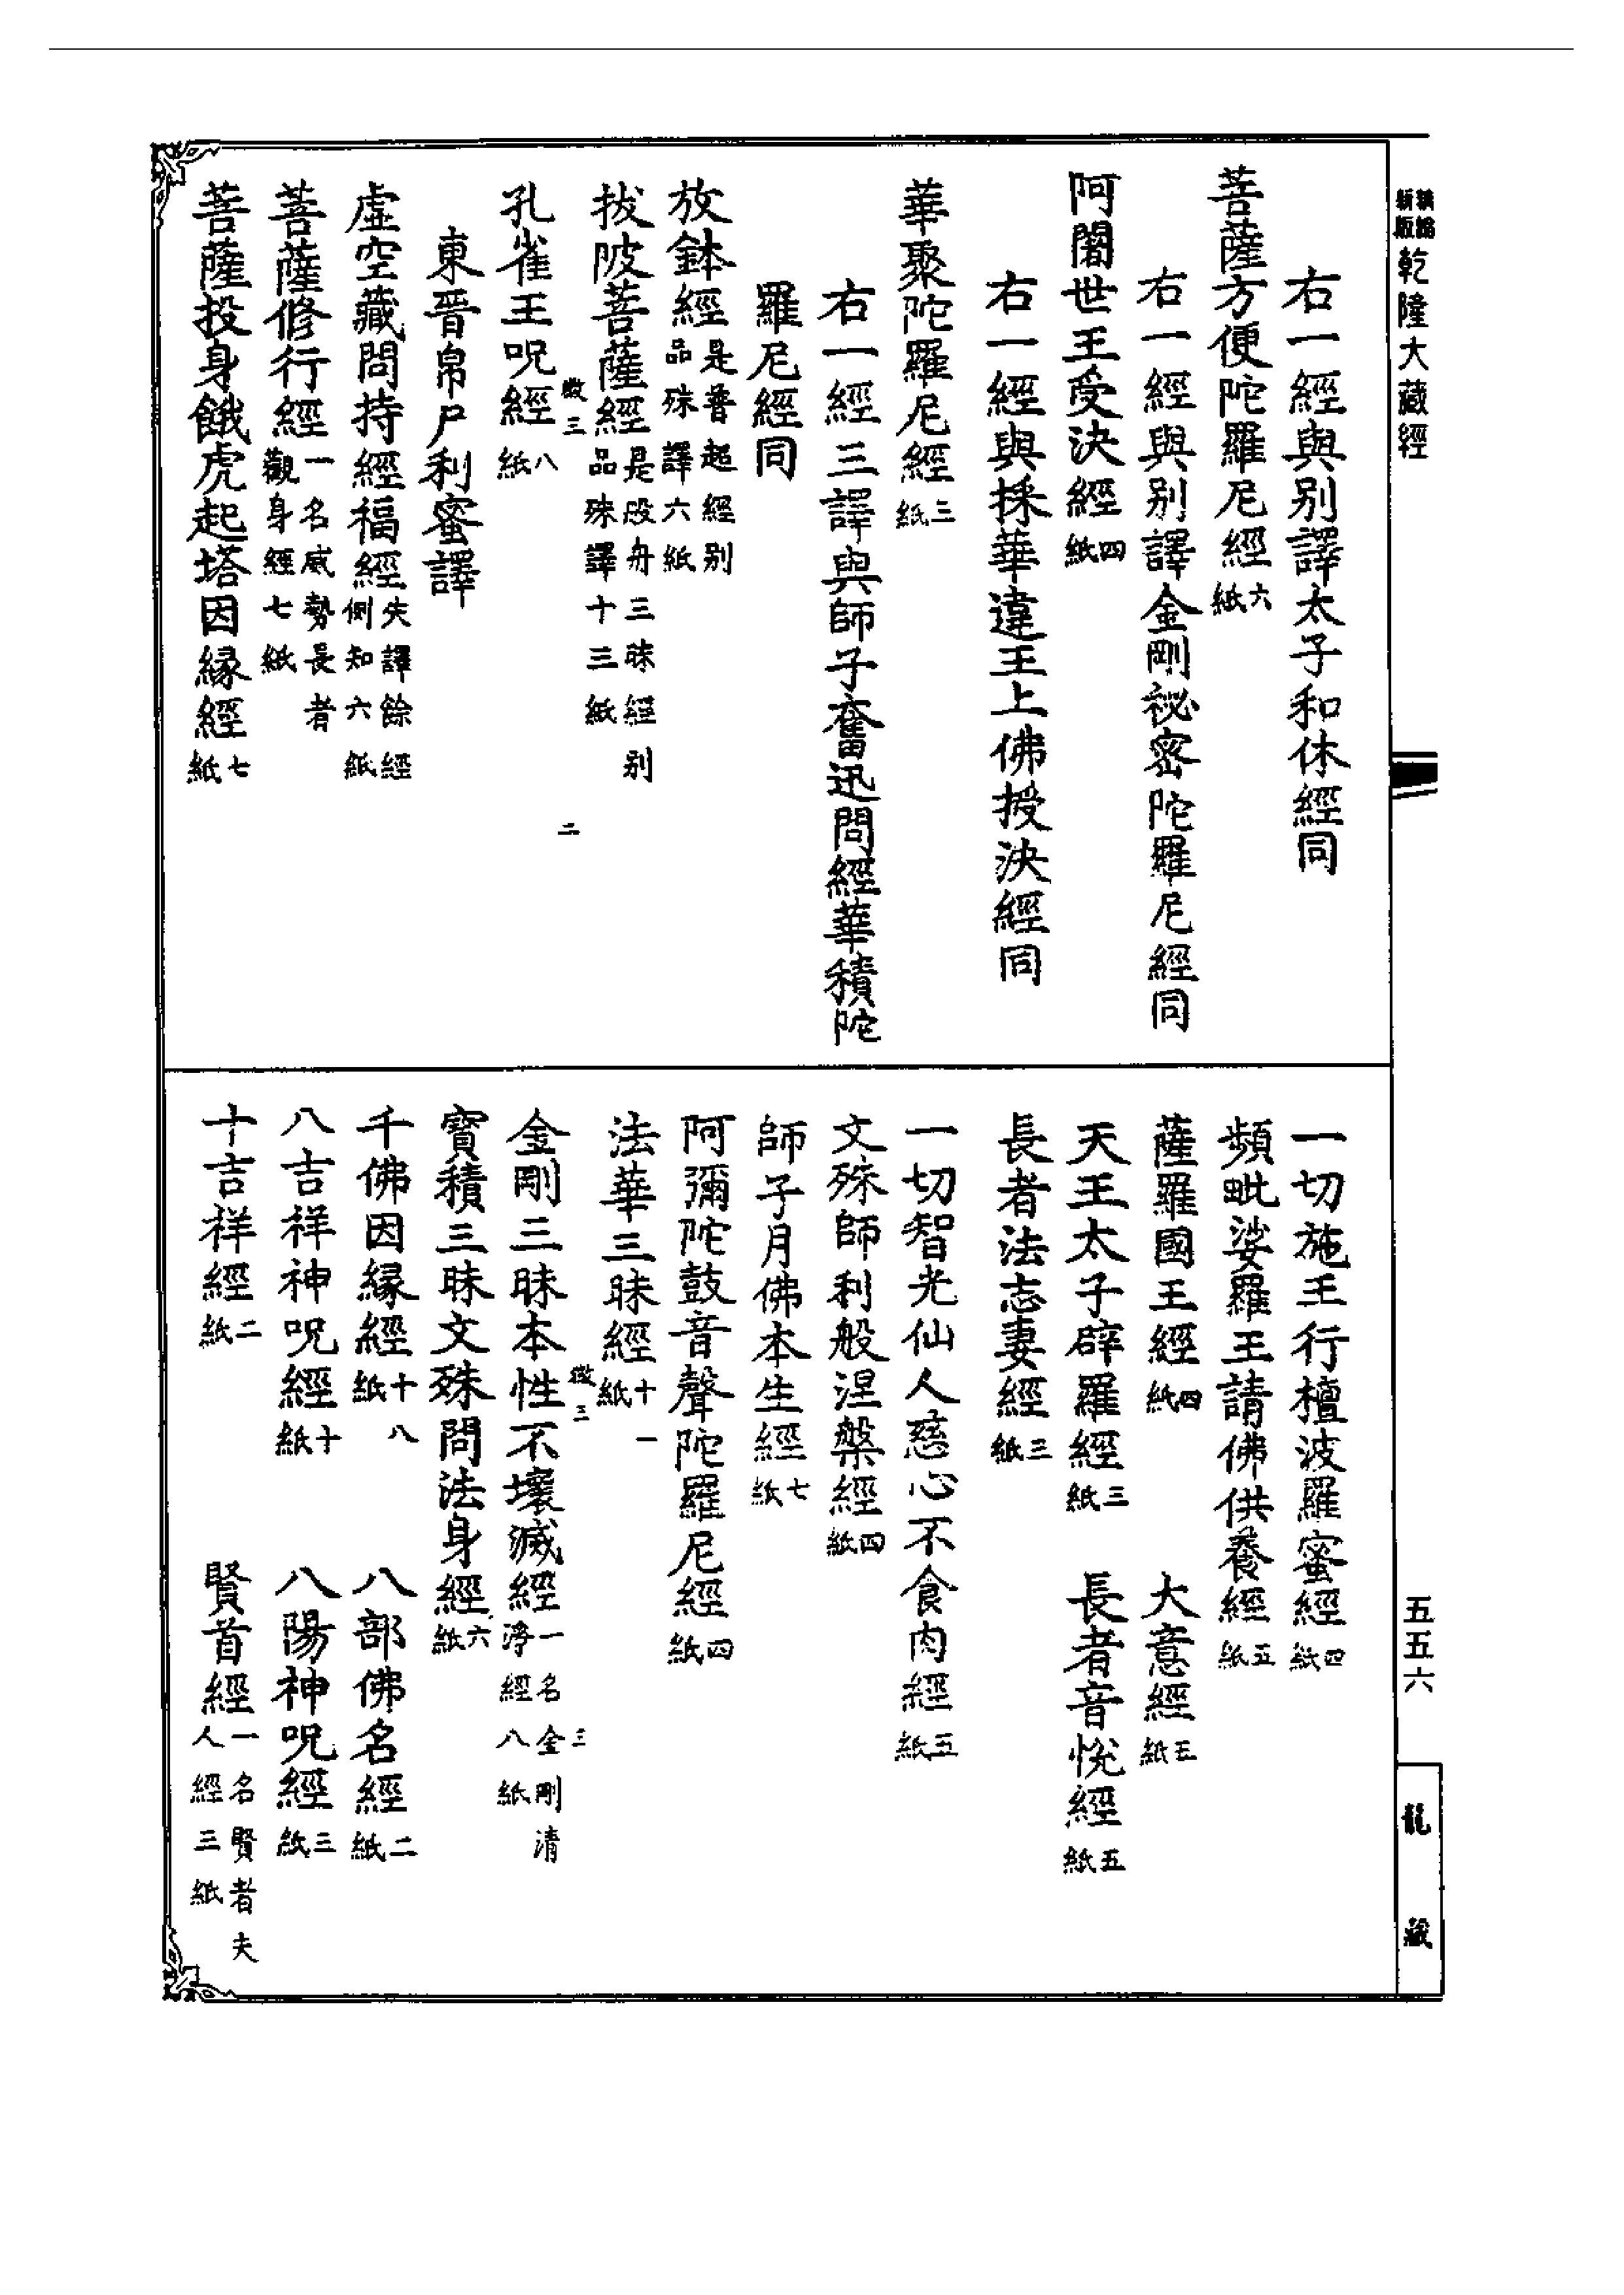 新編
新版
乾隆大藏經
右一經與别譯太子和休經同
菩薩方便陀羅尼經六紙
右一經與别譯金剛祕密陀羅尼經同
阿闍世王受決經四紙
右一經與採華違王上佛授決經同
華聚陀羅尼經三紙
右一經三譯與師子奮迅問經華積陀
羅尼經同
放鉢經是普超經别品殊譯六紙
拔陂菩薩經是般舟三昧經别品殊譯十三紙
徵三
二
孔雀王呪經八紙
東晉帛尸利蜜譯
虛空藏問持經福經失譯餘經側知六紙
菩薩修行經一名威勢長者觀身經七紙
菩薩投身餓虎起塔因緣經七紙
一切施王行檀波羅蜜經四紙
頻毗娑羅王請佛供養經五紙
薩羅國王經四紙
大意經五紙
天王太子辟羅經三紙
長者音悅經五紙
長者法志妻經三紙
一切智光仙人慈心不食肉經五紙
文殊師利般涅槃經四紙
師子月佛本生經七紙
阿彌陀鼓音聲陀羅尼經四紙
法華三昧經十一紙
徵三
三
金剛三昧本性不壞滅經一名金剛清淨經八紙
寶積三昧文殊問法身經六紙
千佛因緣經十八紙
八部佛名經二紙
八吉祥神呪經十紙
八陽神呪經三紙
十吉祥經二紙
賢首經一名賢者夫人經三紙
五五六
龍藏